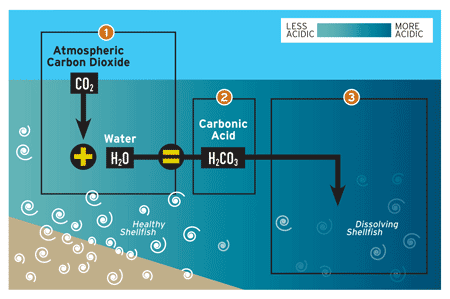 LESS
ACIDIC
MORE
ACIDIC
1
Atmospheric
Carbon Dioxide
CO₂
+
Water
H₂O
=
2
Carbonic
Acid
H₂CO₃
3
Healthy
Shellfish
Dissolving
Shellfish